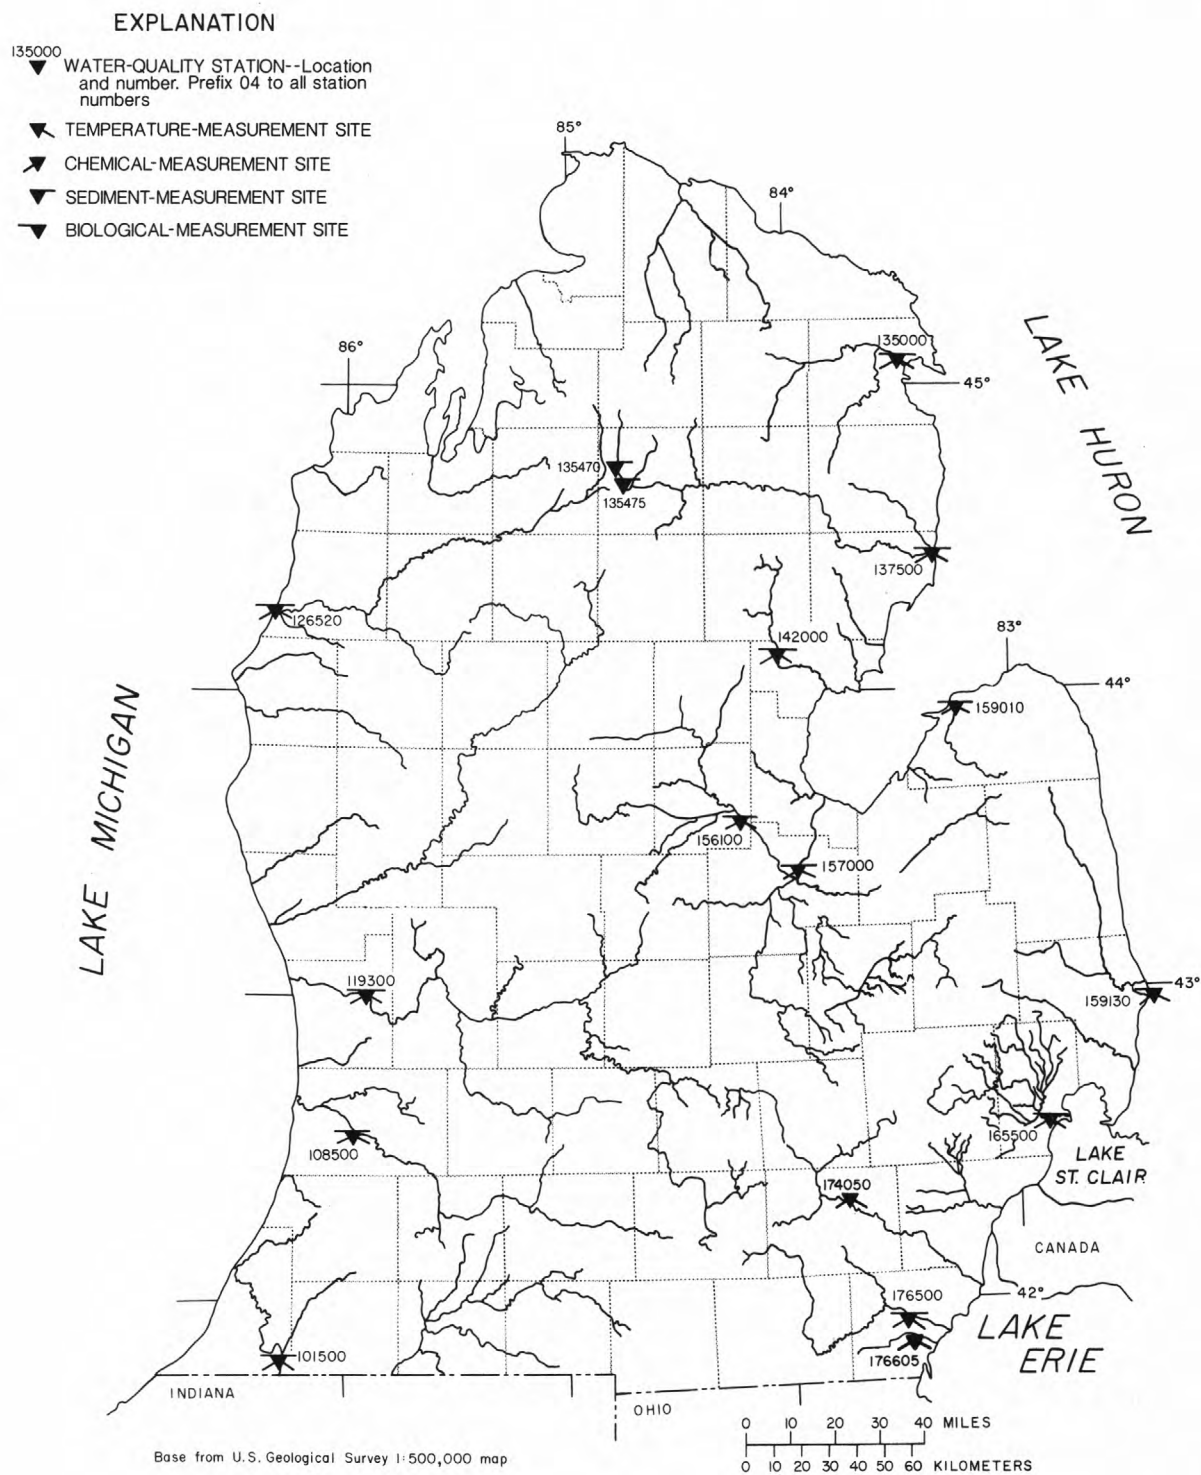 EXPLANATION
135000
WATER-QUALITY STATION--Location
and number. Prefix 04 to all station
numbers
TEMPERATURE-MEASUREMENT SITE
CHEMICAL-MEASUREMENT SITE
SEDIMENT-MEASUREMENT SITE
BIOLOGICAL-MEASUREMENT SITE
85°
84°
86°
135000
45°
LAKE HURON
135470
135475
137500
126520
142000
83°
44°
159010
LAKE MICHIGAN
156100
157000
119300
43°
159130
165500
108500
LAKE
ST. CLAIR
174050
CANADA
176500
42°
LAKE
ERIE
101500
176605
INDIANA
OHIO
0 10 20 30 40 MILES
0 10 20 30 40 50 60 KILOMETERS
Base from U.S. Geological Survey 1:500,000 map